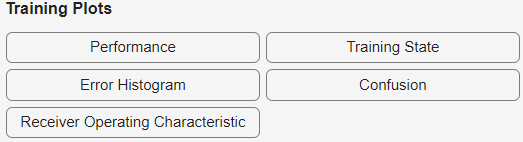 Training Plots
Performance
Training State
Error Histogram
Confusion
Receiver Operating Characteristic